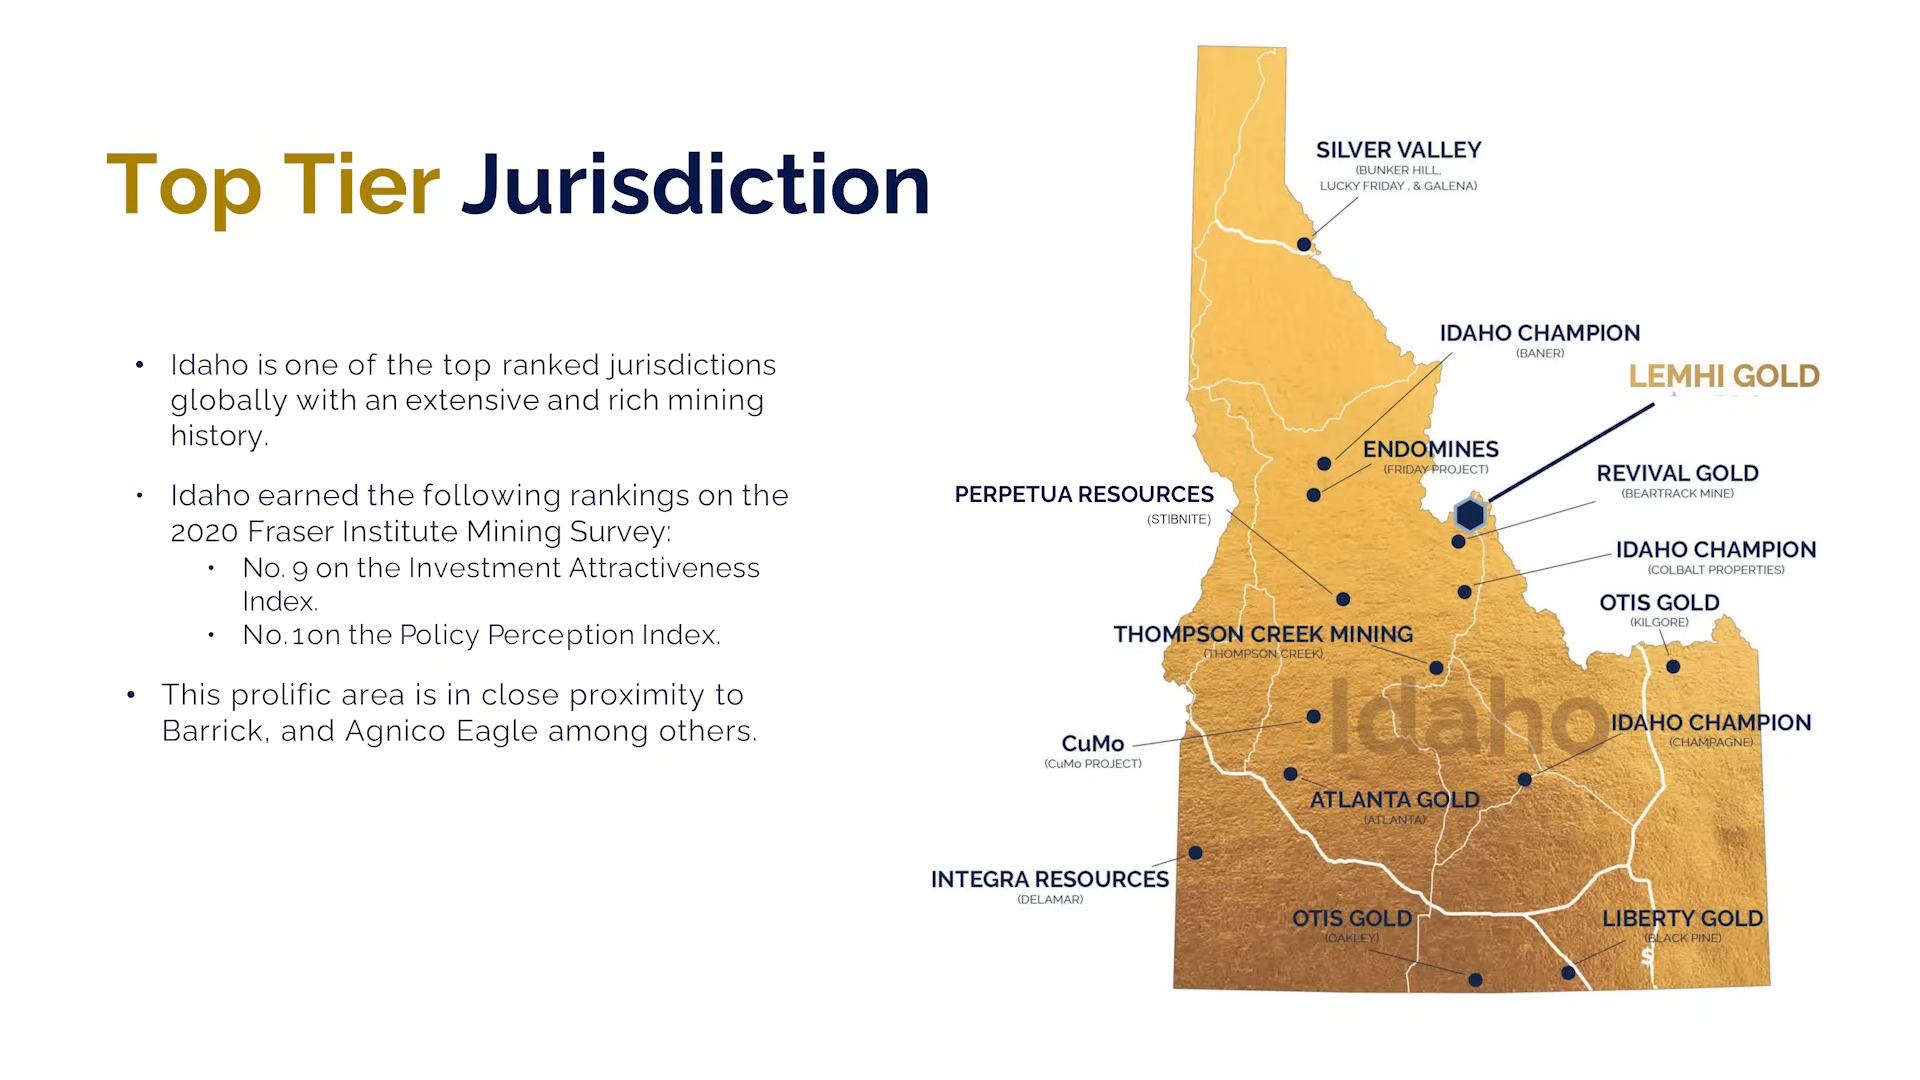 Top Tier Jurisdiction
• Idaho is one of the top ranked jurisdictions
globally with an extensive and rich mining
history.
• Idaho earned the following rankings on the
2020 Fraser Institute Mining Survey:
• No. 9 on the Investment Attractiveness
Index.
• No.1 on the Policy Perception Index.
• This prolific area is in close proximity to
Barrick, and Agnico Eagle among others.
SILVER VALLEY
(BUNKER HILL,
LUCKY FRIDAY , & GALENA)
IDAHO CHAMPION
(BANER)
LEMHI GOLD
ENDOMINES
(FRIDAY PROJECT)
REVIVAL GOLD
(BEARTRACK MINE)
PERPETUA RESOURCES
(STIBNITE)
IDAHO CHAMPION
(COLBALT PROPERTIES)
OTIS GOLD
(KILGORE)
THOMPSON CREEK MINING
(THOMPSON CREEK)
Idaho
IDAHO CHAMPION
(CHAMPAGNE)
CuMo
(CuMo PROJECT)
ATLANTA GOLD
(ATLANTA)
INTEGRA RESOURCES
(DELAMAR)
OTIS GOLD
(OAKLEY)
LIBERTY GOLD
(BLACK PINE)